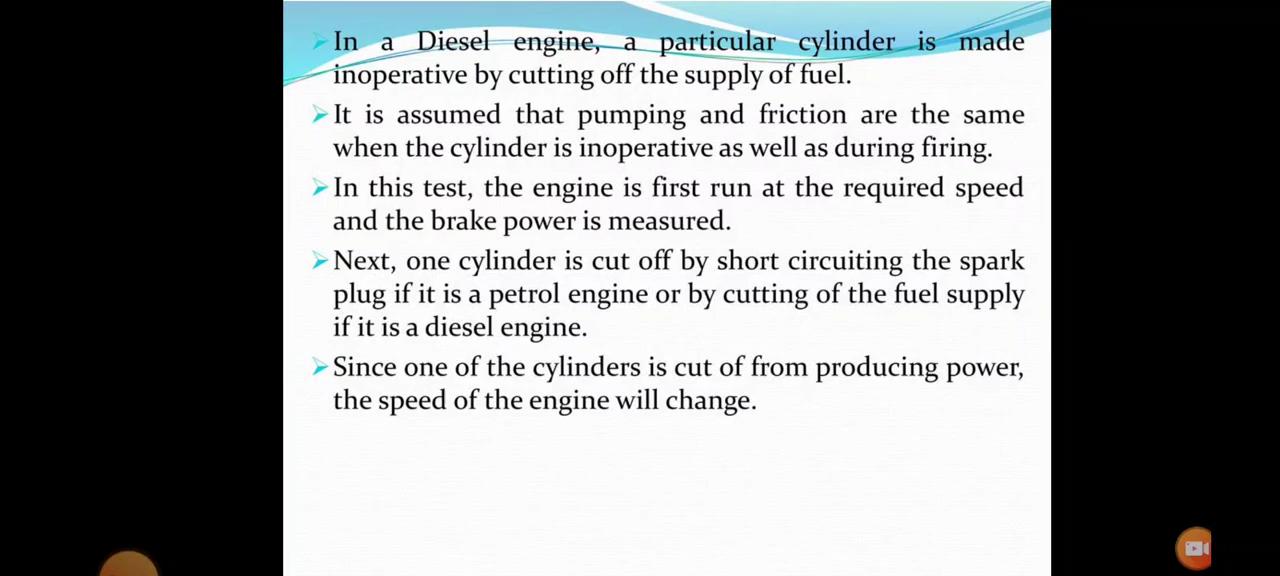 In a Diesel engine, a particular cylinder is made
inoperative by cutting off the supply of fuel.
It is assumed that pumping and friction are the same
when the cylinder is inoperative as well as during firing.
In this test, the engine is first run at the required speed
and the brake power is measured.
Next, one cylinder is cut off by short circuiting the spark
plug if it is a petrol engine or by cutting of the fuel supply
if it is a diesel engine.
Since one of the cylinders is cut of from producing power,
the speed of the engine will change.